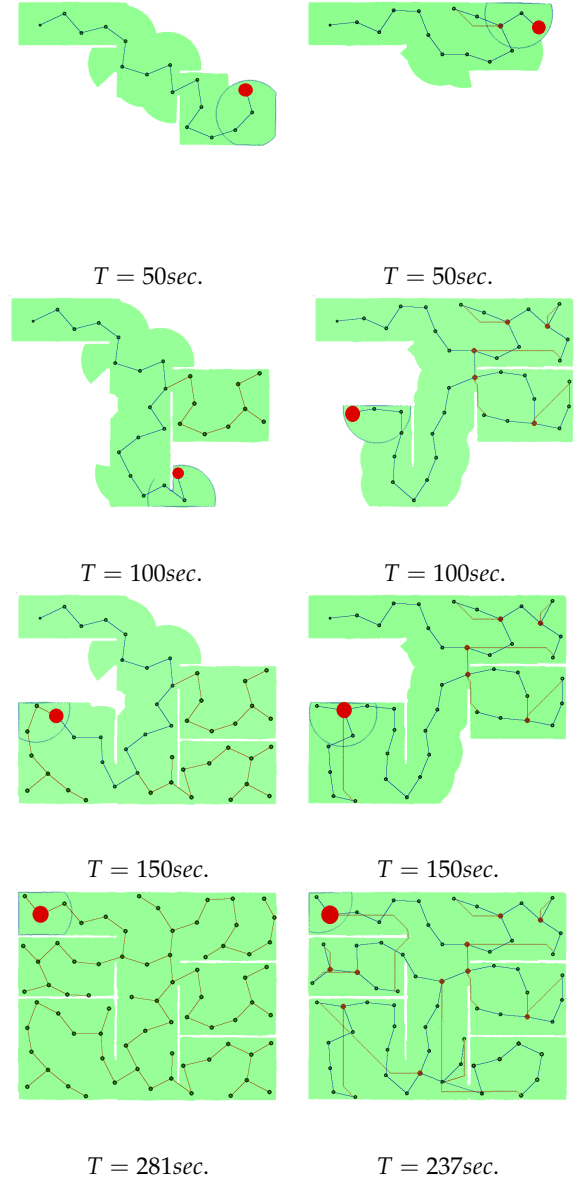 T = 50sec.
T = 50sec.
T = 100sec.
T = 100sec.
T = 150sec.
T = 150sec.
T = 281sec.
T = 237sec.